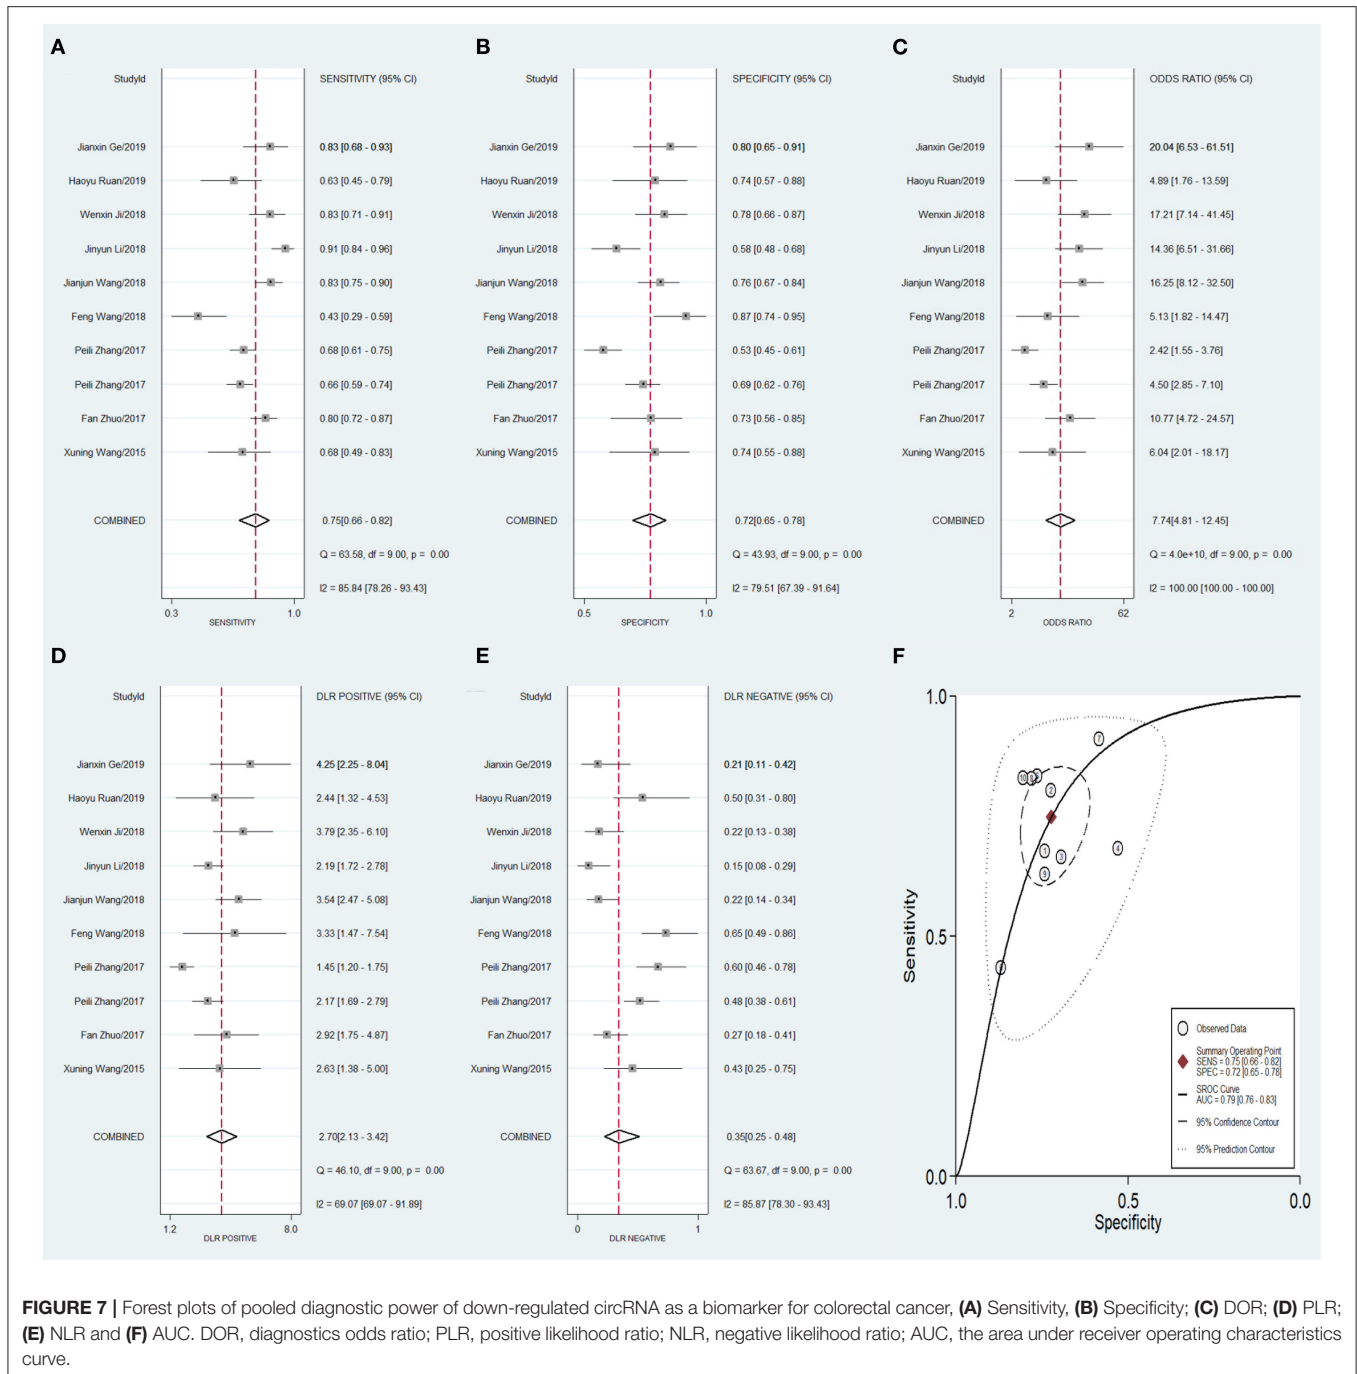 A
StudyId SENSITIVITY (95% CI)
Jianxin Ge/2019 0.83 [0.68 - 0.93)
Haoyu Ruan/2019 0.63 [0.45 - 0.79)
Wenxin Ji/2018 0.83 [0.71 - 0.91)
Jinyun Li/2018 0.91 [0.84 - 0.96]
Jianjun Wang/2018 0.83 [0.75 - 0.90]
Feng Wang/2018 0.43 [0.29 - 0.59]
Peili Zhang/2017 0.68 [0.61 - 0.75]
Peili Zhang/2017 0.66 [0.59 - 0.74]
Fan Zhuo/2017 0.80 [0.72 - 0.87]
Xuning Wang/2015 0.68 [0.49 - 0.83]
COMBINED 0.75[0.66 - 0.82]
Q = 63.58, df = 9.00, p = 0.00
I2 = 85.84 [78.26 - 93.43]
0.3 1.0
SENSITIVITY
B
StudyId SPECIFICITY (95% CI)
Jianxin Ge/2019 0.80 [0.65 - 0.91]
Haoyu Ruan/2019 0.74 [0.57 - 0.88]
Wenxin Ji/2018 0.78 [0.66 - 0.87]
Jinyun Li/2018 0.58 [0.48 - 0.68]
Jianjun Wang/2018 0.76 [0.67 - 0.84]
Feng Wang/2018 0.87 [0.74 - 0.95]
Peili Zhang/2017 0.53 [0.45 - 0.61]
Peili Zhang/2017 0.69 [0.62 - 0.76]
Fan Zhuo/2017 0.73 [0.56 - 0.85]
Xuning Wang/2015 0.74 [0.55 - 0.88]
COMBINED 0.72[0.65 - 0.78]
Q = 43.93, df = 9.00, p = 0.00
I2 = 79.51 [67.39 - 91.64]
0.5 1.0
SPECIFICITY
C
StudyId ODDS RATIO (95% CI)
Jianxin Ge/2019 20.04 [6.53 - 61.51]
Haoyu Ruan/2019 4.89 [1.76 - 13.59]
Wenxin Ji/2018 17.21 [7.14 - 41.45]
Jinyun Li/2018 14.36 [6.51 - 31.66]
Jianjun Wang/2018 16.25 [8.12 - 32.50]
Feng Wang/2018 5.13 [1.82 - 14.47]
Peili Zhang/2017 2.42 [1.55 - 3.76]
Peili Zhang/2017 4.50 [2.85 - 7.10]
Fan Zhuo/2017 10.77 [4.72 - 24.57]
Xuning Wang/2015 6.04 [2.01 - 18.17]
COMBINED 7.74[4.81 - 12.45]
Q = 4.0e+10, df = 9.00, p = 0.00
I2 = 100.00 [100.00 - 100.00]
2 62
ODDS RATIO
D
StudyId DLR POSITIVE (95% CI)
Jianxin Ge/2019 4.25 [2.25 - 8.04]
Haoyu Ruan/2019 2.44 [1.32 - 4.53]
Wenxin Ji/2018 3.79 [2.35 - 6.10]
Jinyun Li/2018 2.19 [1.72 - 2.78]
Jianjun Wang/2018 3.54 [2.47 - 5.08]
Feng Wang/2018 3.33 [1.47 - 7.54]
Peili Zhang/2017 1.45 [1.20 - 1.75]
Peili Zhang/2017 2.17 [1.69 - 2.79]
Fan Zhuo/2017 2.92 [1.75 - 4.87]
Xuning Wang/2015 2.63 [1.38 - 5.00]
COMBINED 2.70[2.13 - 3.42]
Q = 46.10, df = 9.00, p = 0.00
I2 = 69.07 [69.07 - 91.89]
1.2 8.0
DLR POSITIVE
E
StudyId DLR NEGATIVE (95% CI)
Jianxin Ge/2019 0.21 [0.11 - 0.42]
Haoyu Ruan/2019 0.50 [0.31 - 0.80]
Wenxin Ji/2018 0.22 [0.13 - 0.38]
Jinyun Li/2018 0.15 [0.08 - 0.29]
Jianjun Wang/2018 0.22 [0.14 - 0.34]
Feng Wang/2018 0.65 [0.49 - 0.86]
Peili Zhang/2017 0.60 [0.46 - 0.78]
Peili Zhang/2017 0.48 [0.38 - 0.61]
Fan Zhuo/2017 0.27 [0.18 - 0.41]
Xuning Wang/2015 0.43 [0.25 - 0.75]
COMBINED 0.35[0.25 - 0.48]
Q = 63.67, df = 9.00, p = 0.00
I2 = 85.87 [78.30 - 93.43]
0 1
DLR NEGATIVE
F
1.0
7
10 8
2
1
3
4
9
Sensitivity
0.5
Observed Data
Summary Operating Point
SENS = 0.75 [0.66 - 0.82]
SPEC = 0.72 [0.65 - 0.78]
SROC Curve
AUC = 0.79 [0.76 - 0.83]
95% Confidence Contour
95% Prediction Contour
0.0
1.0 0.5 0.0
Specificity
FIGURE 7 | Forest plots of pooled diagnostic power of down-regulated circRNA as a biomarker for colorectal cancer, (A) Sensitivity, (B) Specificity; (C) DOR; (D) PLR;
(E) NLR and (F) AUC. DOR, diagnostics odds ratio; PLR, positive likelihood ratio; NLR, negative likelihood ratio; AUC, the area under receiver operating characteristics
curve.